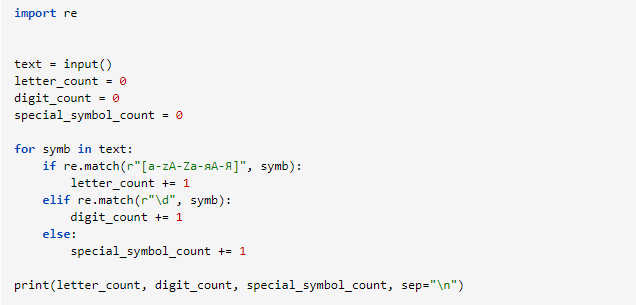 import re
text = input()
letter_count = 0
digit_count = 0
special_symbol_count = 0
for symb in text:
    if re.match(r"[a-zA-Zа-яА-Я]", symb):
        letter_count += 1
    elif re.match(r"\d", symb):
        digit_count += 1
    else:
        special_symbol_count += 1
print(letter_count, digit_count, special_symbol_count, sep="\n")